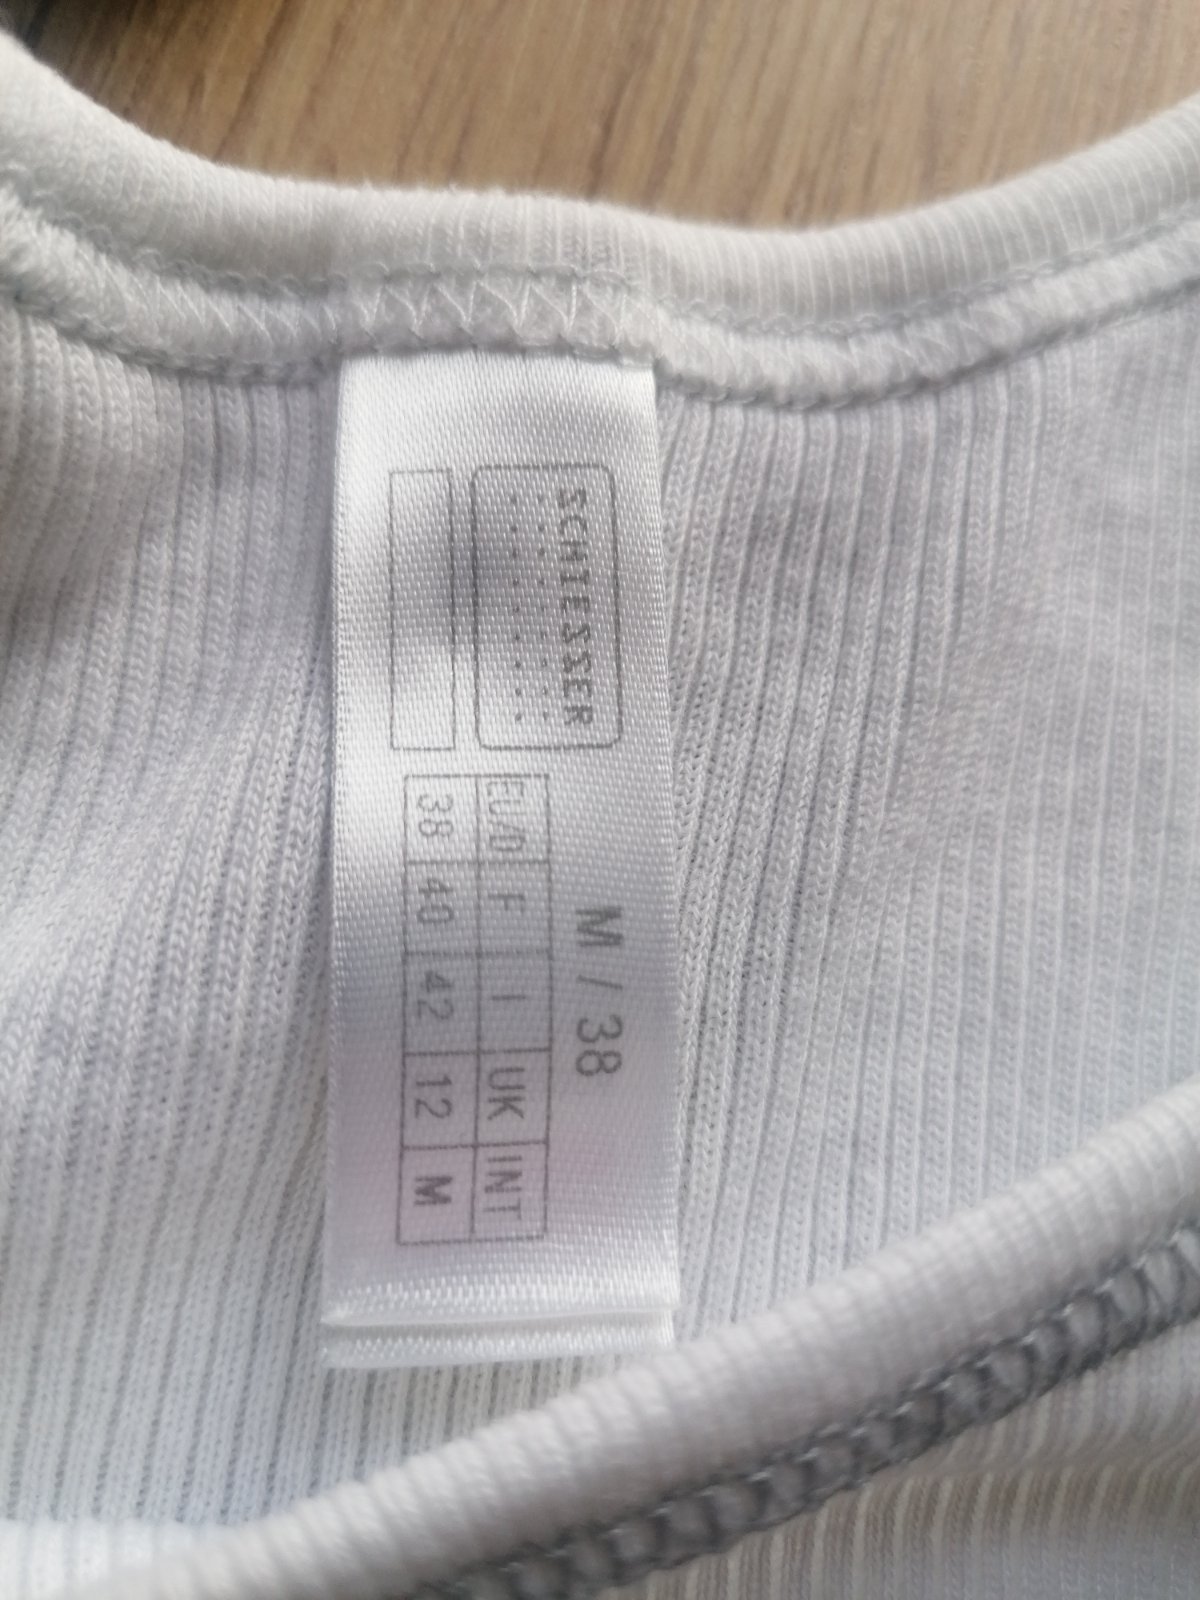 SCHIESSER
M / 38
EU/D F I UK INT
38 40 42 12 M